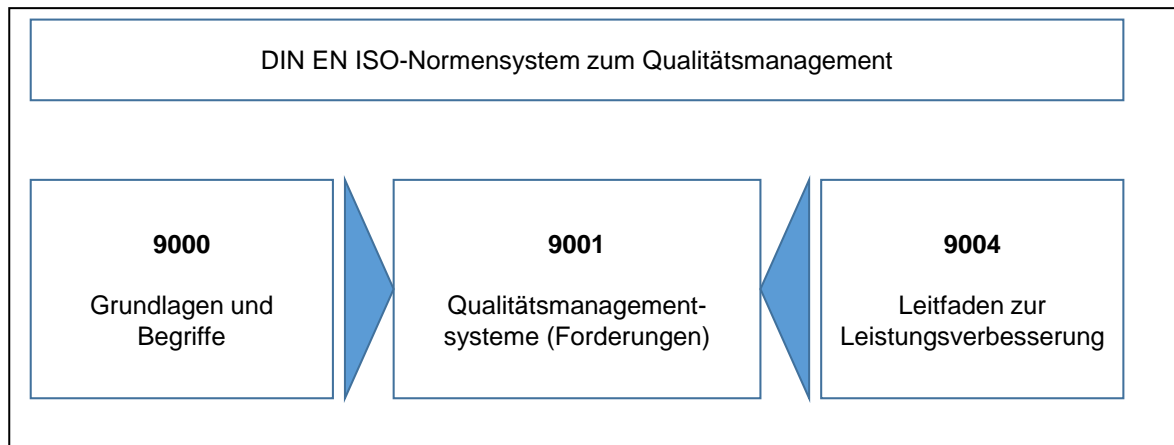 DIN EN ISO-Normensystem zum Qualitätsmanagement
9000
Grundlagen und
Begriffe
9001
Qualitätsmanagement-
systeme (Forderungen)
9004
Leitfaden zur
Leistungsverbesserung